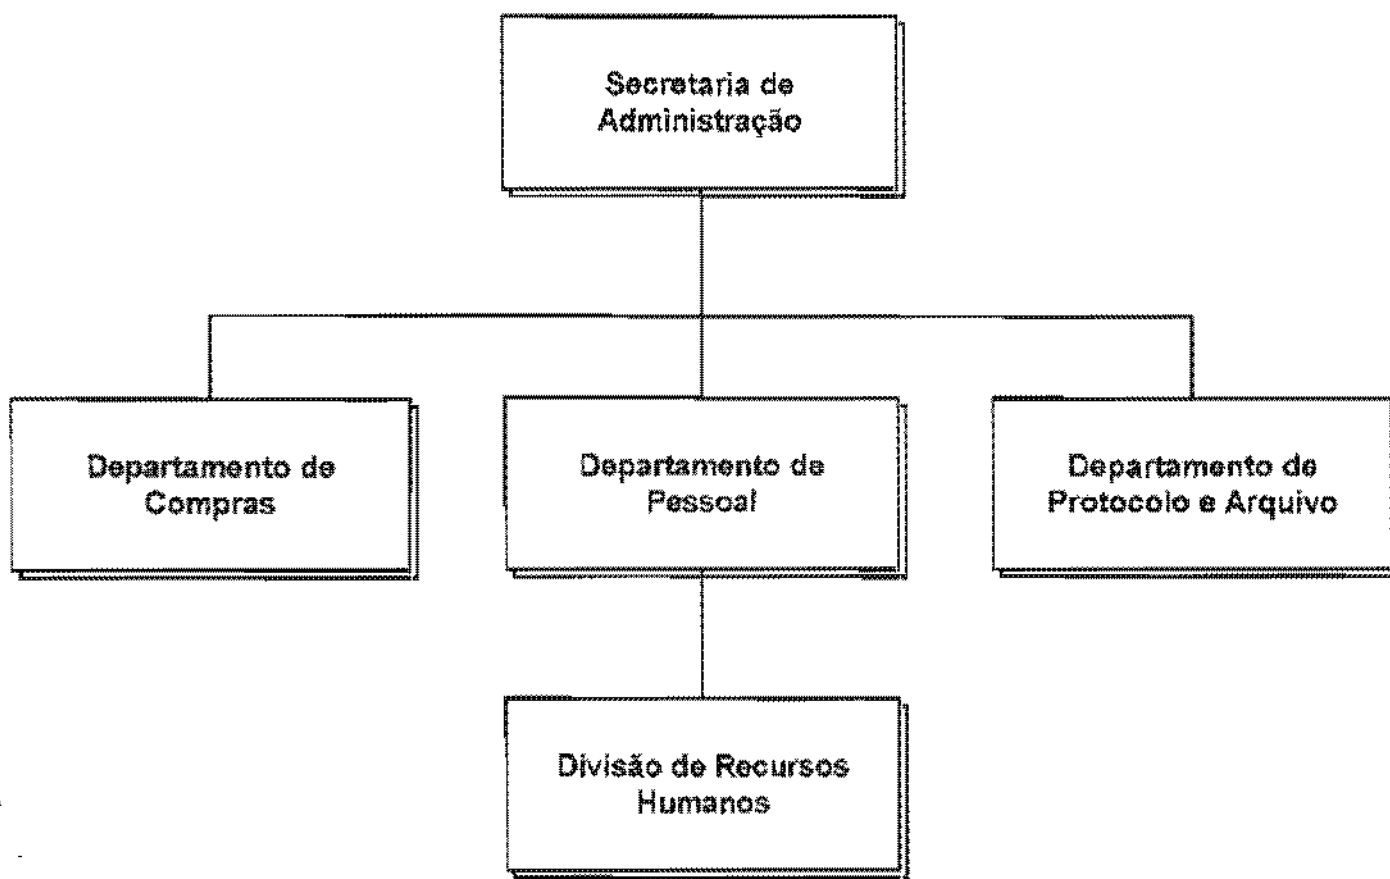 Secretaria de
Administração
Departamento de
Compras
Departamento de
Pessoal
Departamento de
Protocolo e Arquivo
Divisão de Recursos
Humanos